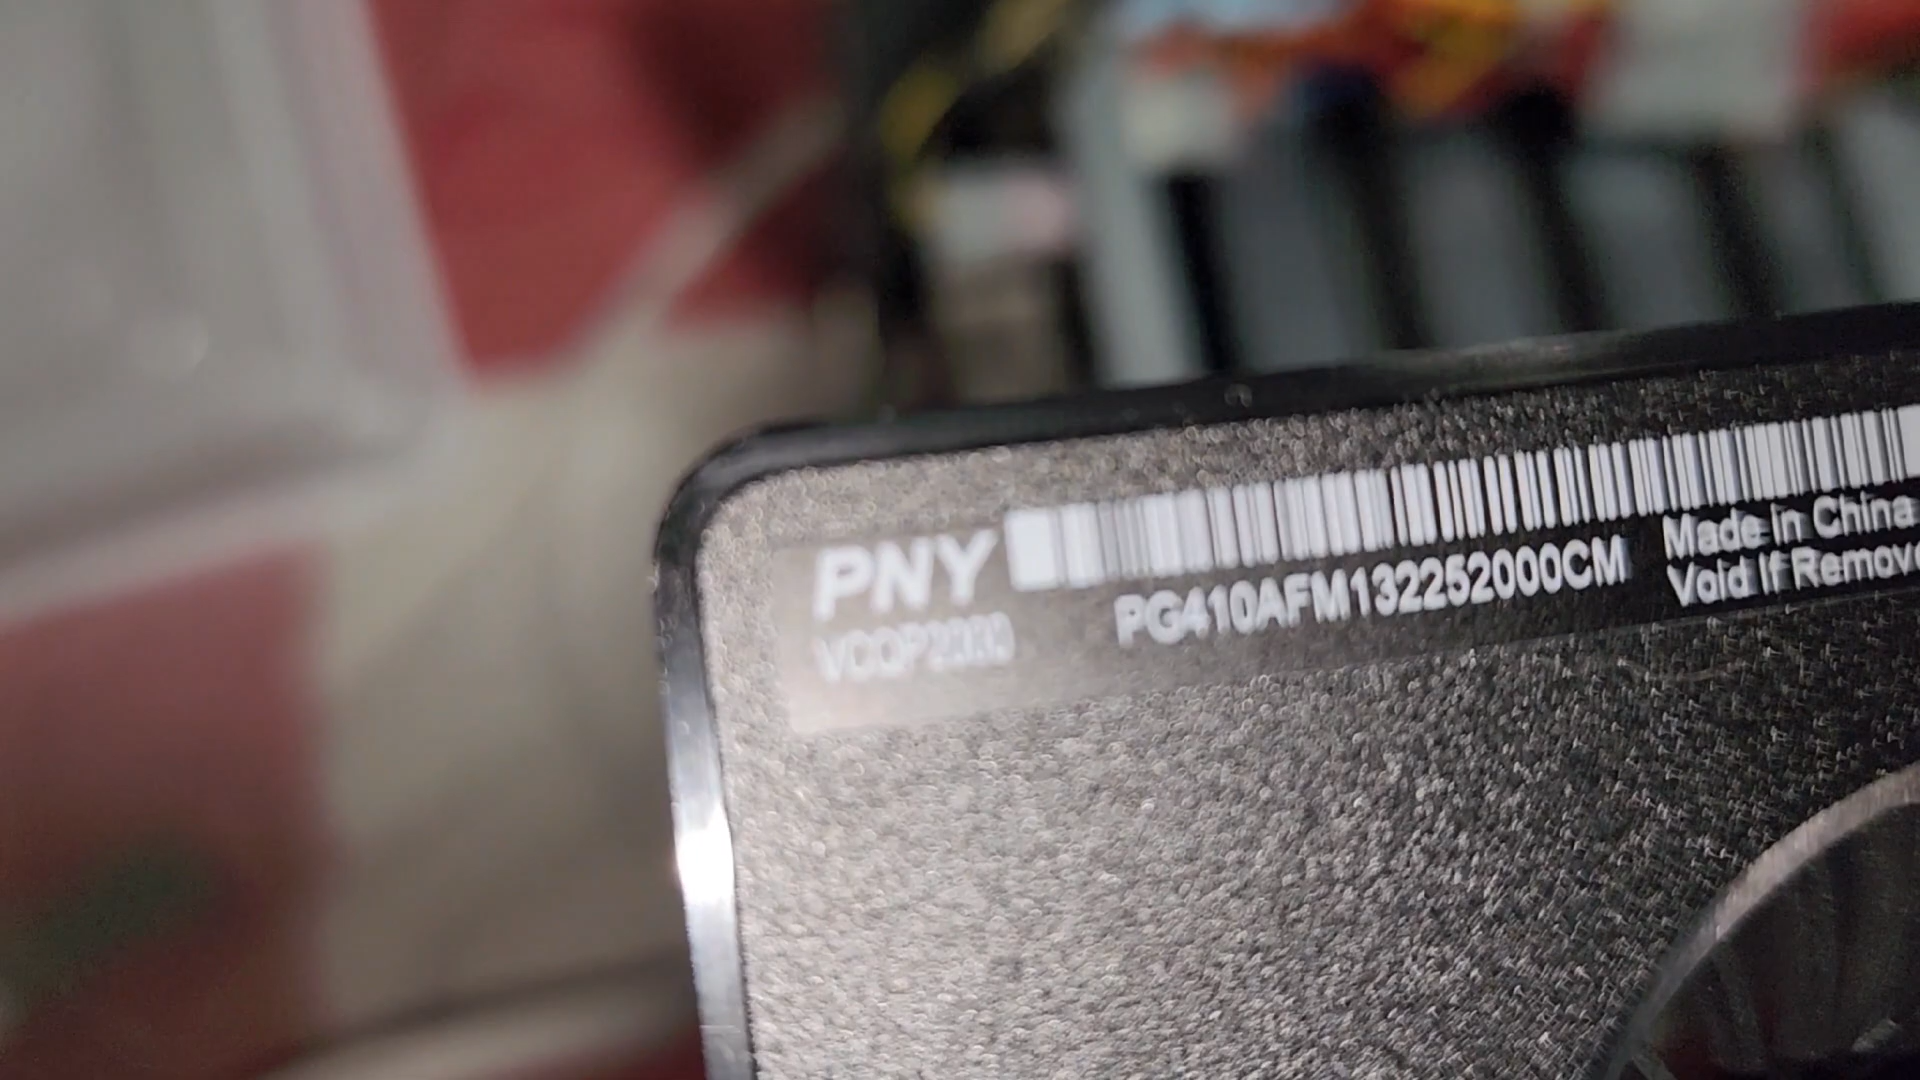 PNY
PG410AFM132252000CM
Made in China
Void If Remove